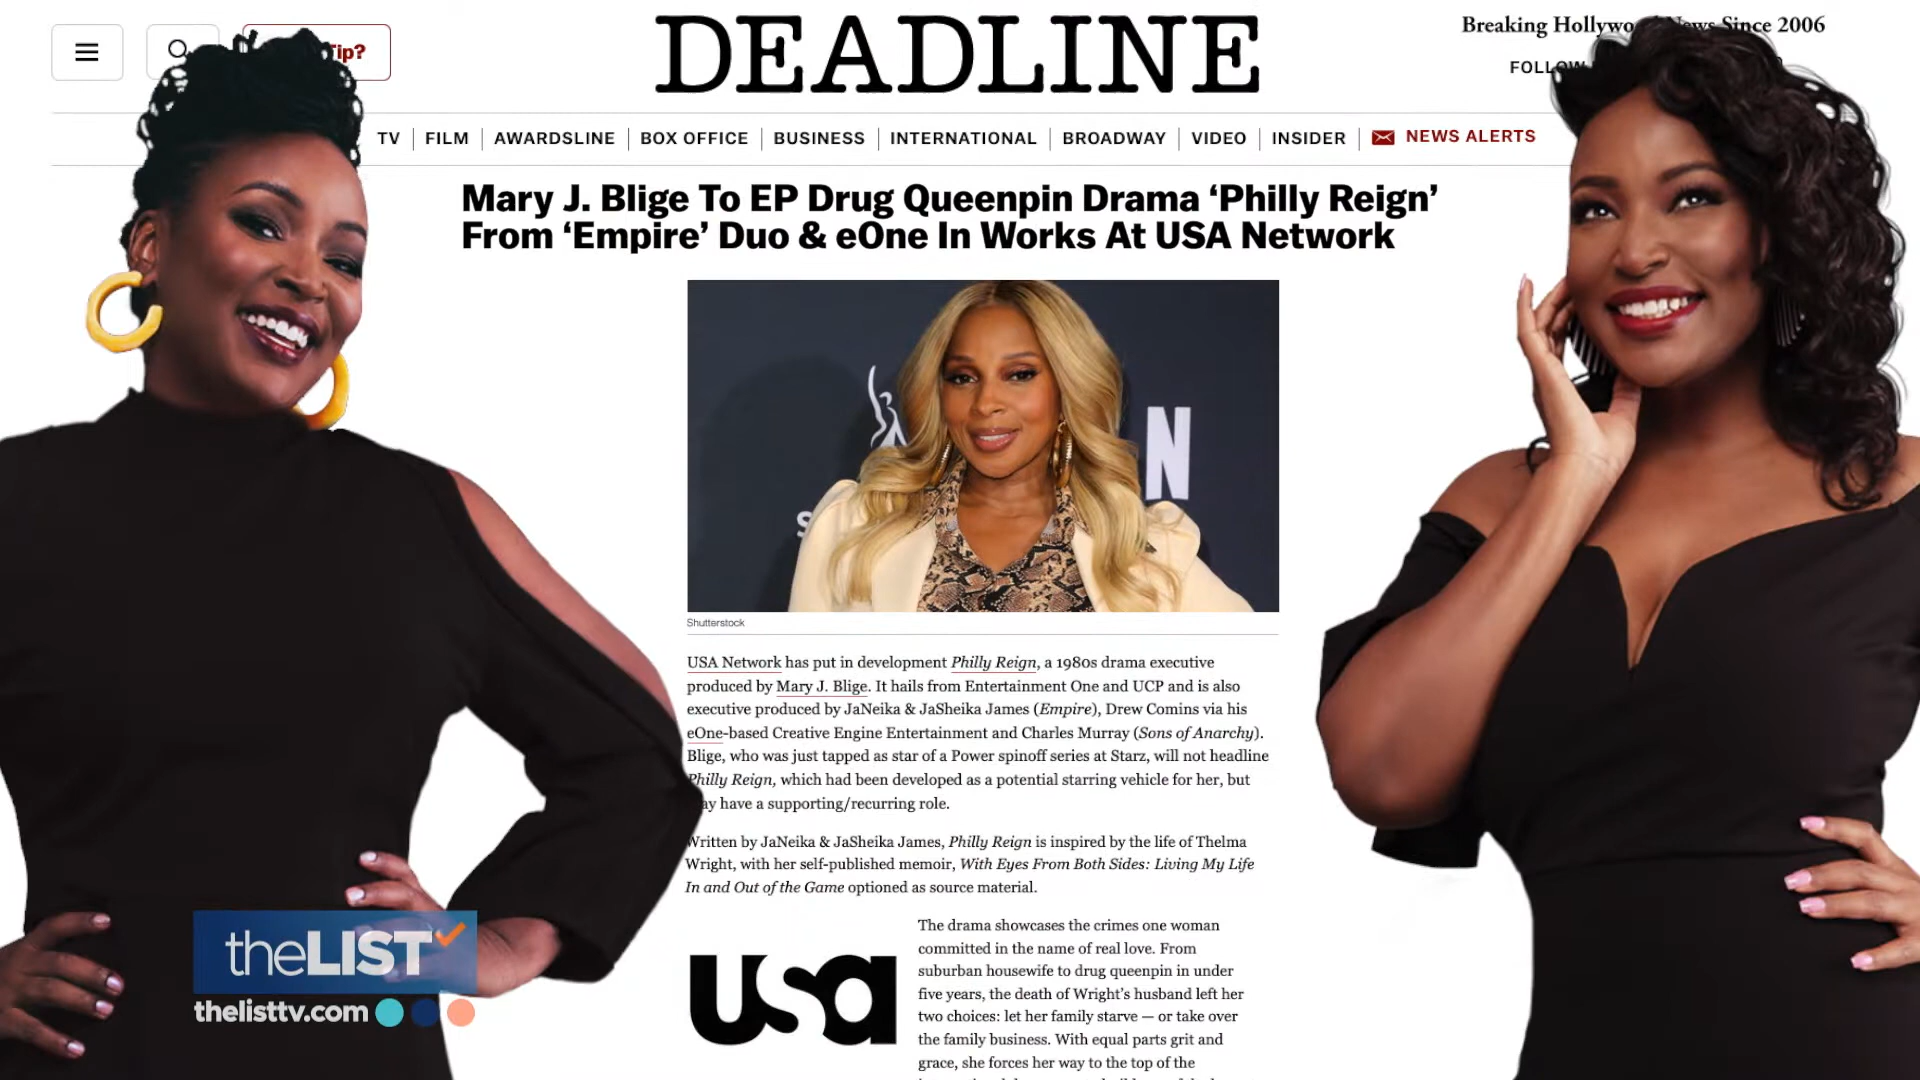 Tip?
DEADLINE
Breaking Hollywo News Since 2006
FOLLOW
TV | FILM | AWARDSLINE | BOX OFFICE | BUSINESS | INTERNATIONAL | BROADWAY | VIDEO | INSIDER | NEWS ALERTS
Mary J. Blige To EP Drug Queenpin Drama ‘Philly Reign’
From ‘Empire’ Duo & eOne In Works At USA Network
N
S
Shutterstock
USA Network has put in development Philly Reign, a 1980s drama executive
produced by Mary J. Blige. It hails from Entertainment One and UCP and is also
executive produced by JaNeika & JaSheika James (Empire), Drew Comins via his
eOne-based Creative Engine Entertainment and Charles Murray (Sons of Anarchy).
Blige, who was just tapped as star of a Power spinoff series at Starz, will not headline
Philly Reign, which had been developed as a potential starring vehicle for her, but
ay have a supporting/recurring role.
Written by JaNeika & JaSheika James, Philly Reign is inspired by the life of Thelma
Wright, with her self-published memoir, With Eyes From Both Sides: Living My Life
In and Out of the Game optioned as source material.
usa
The drama showcases the crimes one woman
committed in the name of real love. From
suburban housewife to drug queenpin in under
five years, the death of Wright’s husband left her
two choices: let her family starve — or take over
the family business. With equal parts grit and
grace, she forces her way to the top of the
theLIST
thelisttv.com